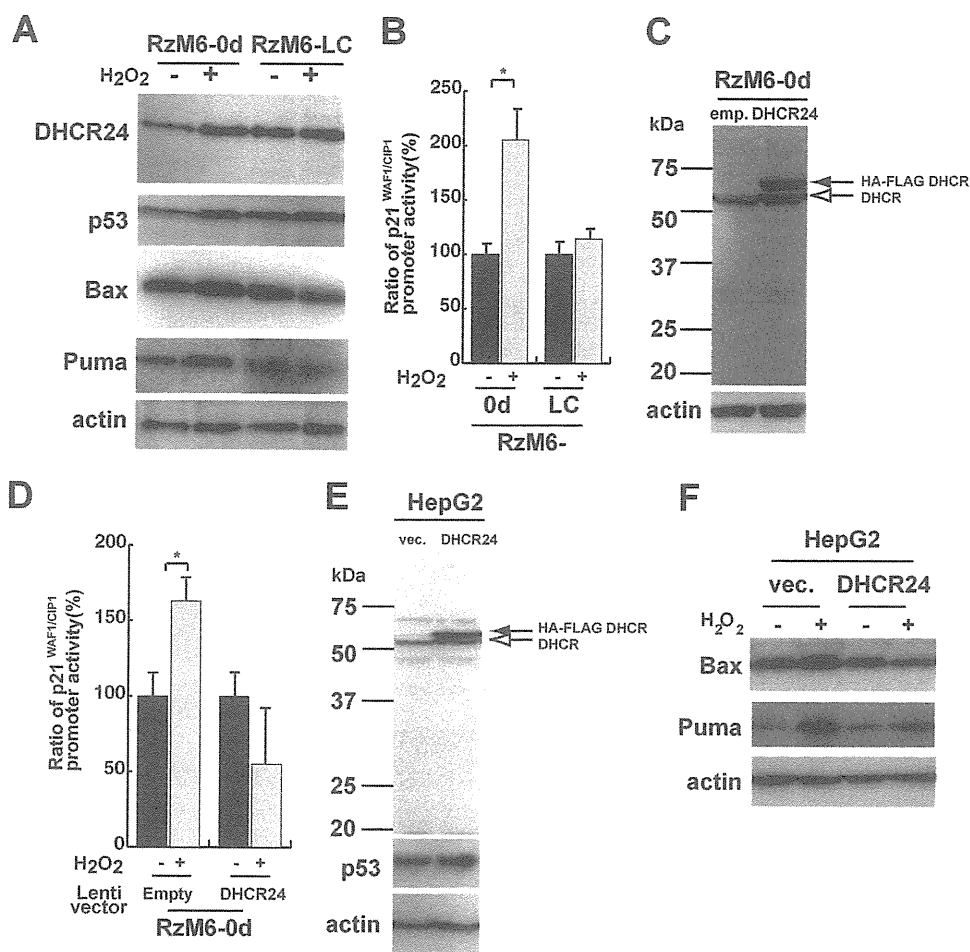 A
RzM6-0d RzM6-LC
H2O2 - + - +
DHCR24
p53
Bax
Puma
actin
B
Ratio of p21 WAF1/CIP1
promoter activity(%)
250
200
150
100
50
0
*
H2O2 - + - +
0d LC
RzM6-
C
RzM6-0d
emp. DHCR24
kDa
75
50
37
25
20
HA-FLAG DHCR
DHCR
actin
D
Ratio of p21 WAF1/CIP1
promoter activity(%)
200
150
100
50
0
*
H2O2 - + - +
Lenti
vector
Empty DHCR24
RzM6-0d
E
HepG2
vec. DHCR24
kDa
75
50
37
25
20
HA-FLAG DHCR
DHCR
p53
actin
F
HepG2
vec. DHCR24
H2O2 - + - +
Bax
Puma
actin